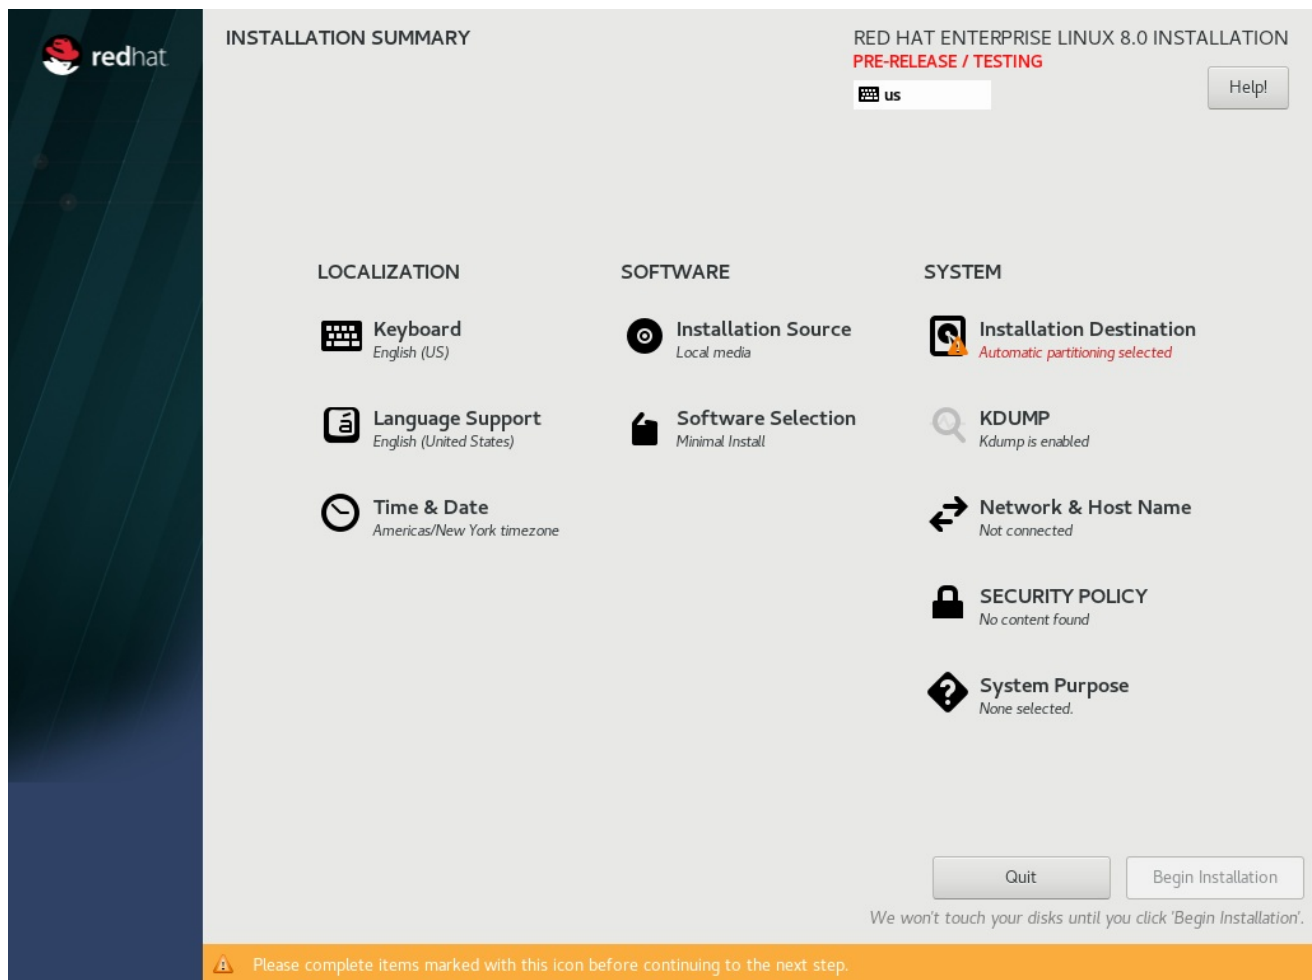 redhat
INSTALLATION SUMMARY
RED HAT ENTERPRISE LINUX 8.0 INSTALLATION
PRE-RELEASE / TESTING
us
Help!
LOCALIZATION
Keyboard
English (US)
Language Support
English (United States)
Time & Date
Americas/New York timezone
SOFTWARE
Installation Source
Local media
Software Selection
Minimal Install
SYSTEM
Installation Destination
Automatic partitioning selected
KDUMP
Kdump is enabled
Network & Host Name
Not connected
SECURITY POLICY
No content found
System Purpose
None selected.
Quit
Begin Installation
We won't touch your disks until you click 'Begin Installation'.
Please complete items marked with this icon before continuing to the next step.